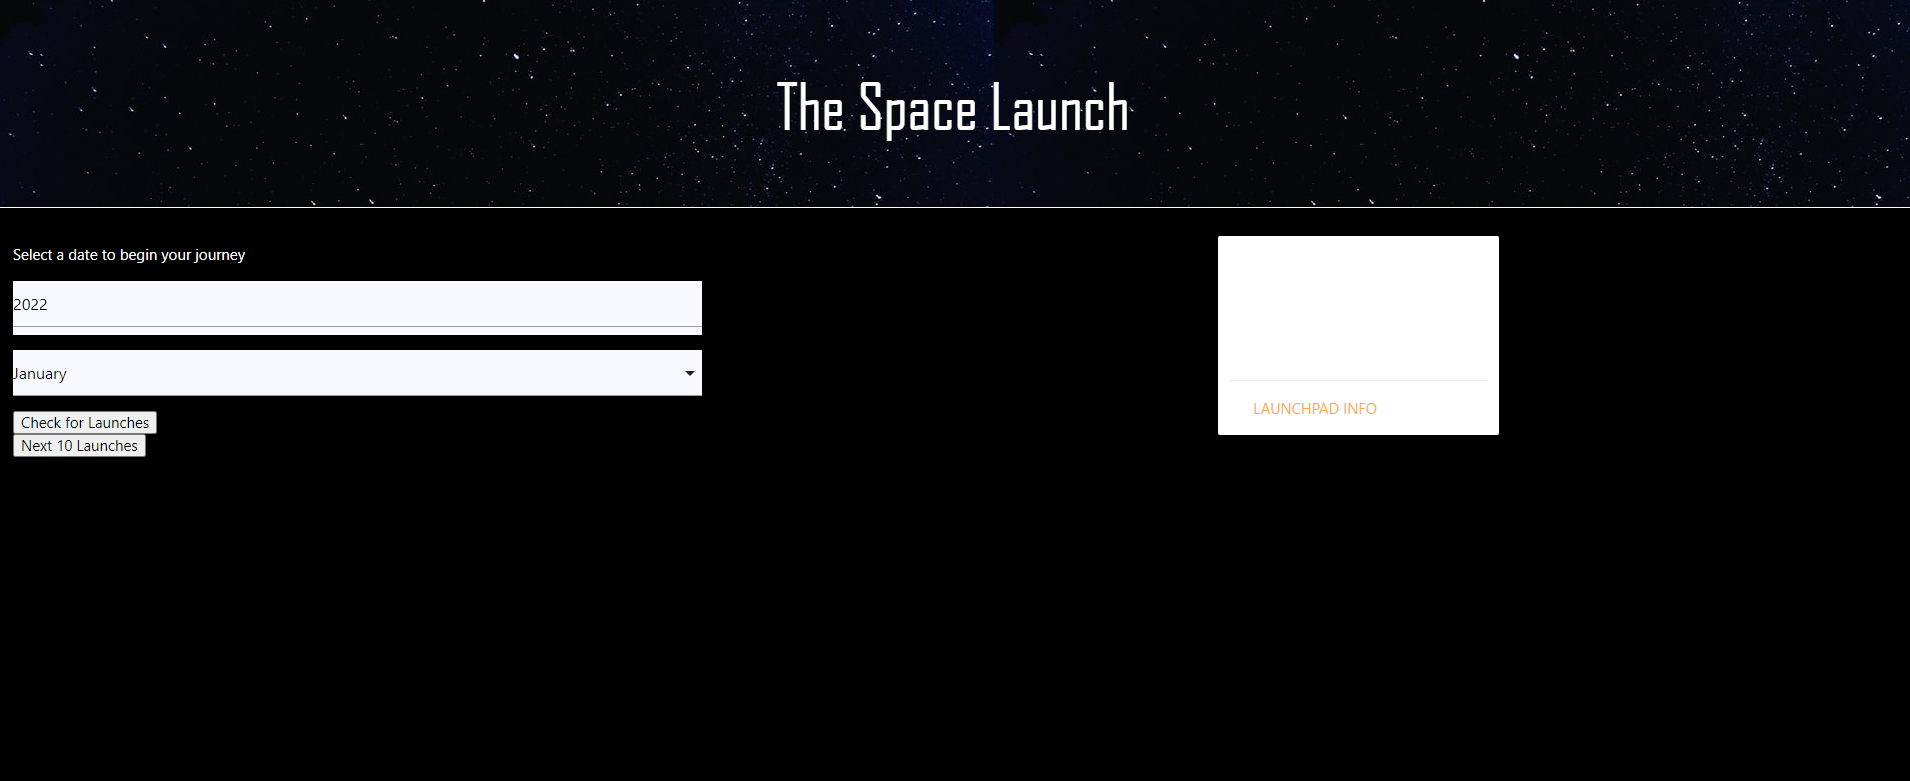 The Space Launch
Select a date to begin your journey
2022
January
Check for Launches
Next 10 Launches
LAUNCHPAD INFO